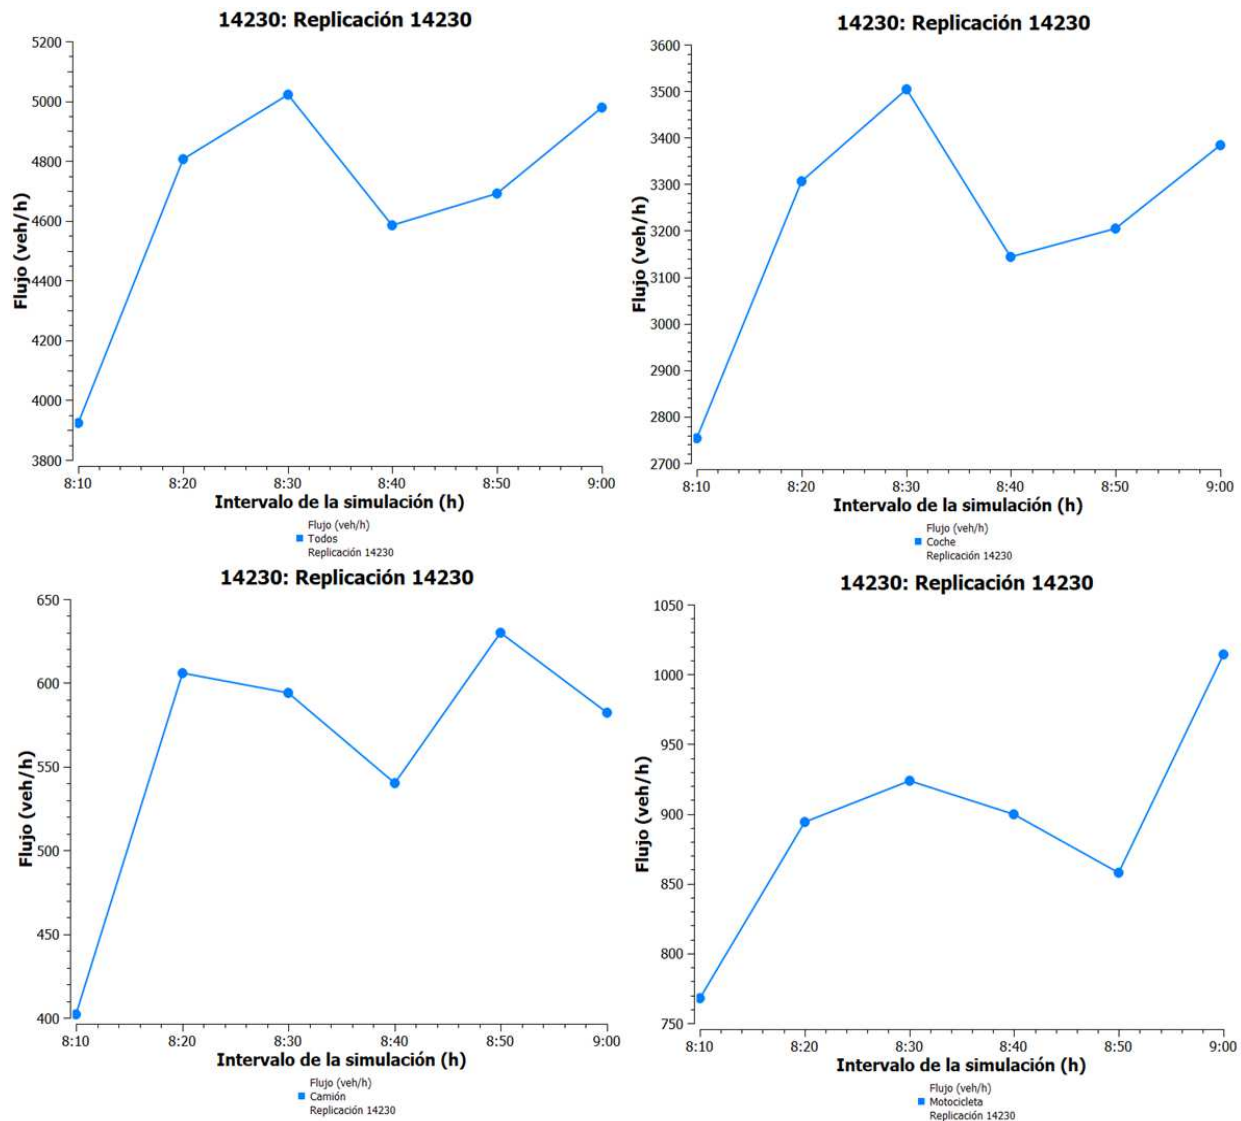 14230: Replicación 14230
5200
5000
4800
4600
4400
4200
4000
3800
Flujo (veh/h)
8:10 8:20 8:30 8:40 8:50 9:00
Intervalo de la simulación (h)
Flujo (veh/h)
Todos
Replicación 14230
14230: Replicación 14230
3600
3500
3400
3300
3200
3100
3000
2900
2800
2700
Flujo (veh/h)
8:10 8:20 8:30 8:40 8:50 9:00
Intervalo de la simulación (h)
Flujo (veh/h)
Coche
Replicación 14230
14230: Replicación 14230
650
600
550
500
450
400
Flujo (veh/h)
8:10 8:20 8:30 8:40 8:50 9:00
Intervalo de la simulación (h)
Flujo (veh/h)
Camión
Replicación 14230
14230: Replicación 14230
1050
1000
950
900
850
800
750
Flujo (veh/h)
8:10 8:20 8:30 8:40 8:50 9:00
Intervalo de la simulación (h)
Flujo (veh/h)
Motocicleta
Replicación 14230